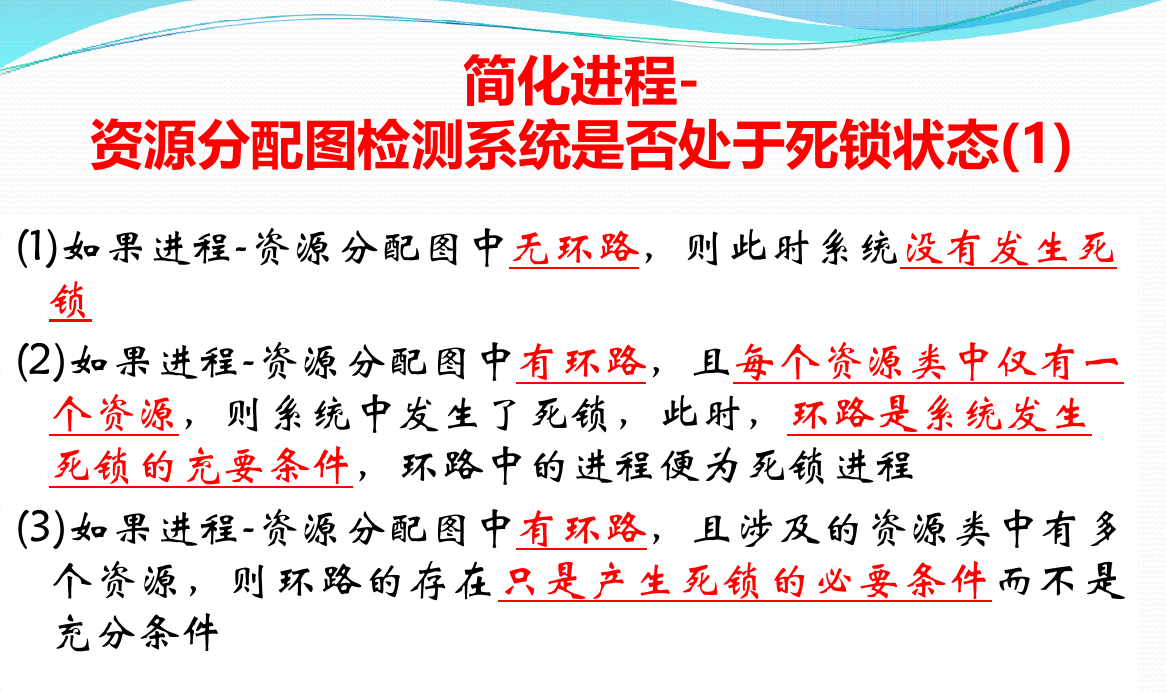 简化进程-
资源分配图检测系统是否处于死锁状态(1)
(1)如果进程-资源分配图中无环路，则此时系统没有发生死
锁
(2)如果进程-资源分配图中有环路，且每个资源类中仅有一
个资源，则系统中发生了死锁，此时，环路是系统发生
死锁的充要条件，环路中的进程便为死锁进程
(3)如果进程-资源分配图中有环路，且涉及的资源类中有多
个资源，则环路的存在只是产生死锁的必要条件而不是
充分条件